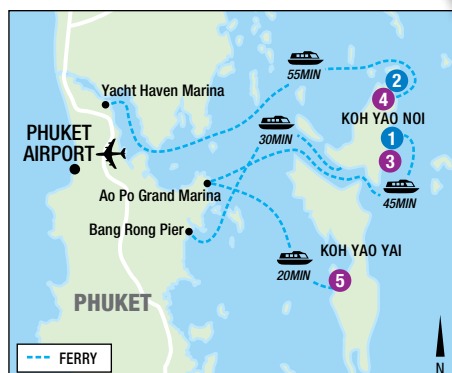 55MIN
2
Yacht Haven Marina
4
KOH YAO NOI
30MIN
1
PHUKET
AIRPORT
3
Ao Po Grand Marina
45MIN
Bang Rong Pier
KOH YAO YAI
20MIN
5
PHUKET
FERRY
N